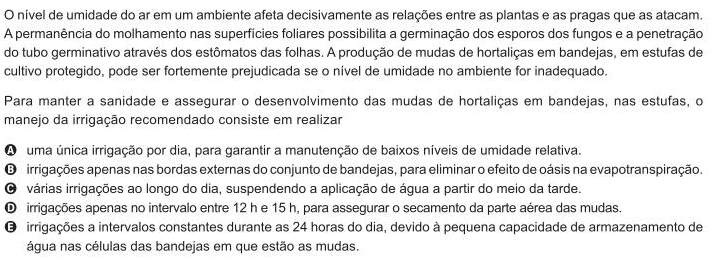 O nível de umidade do ar em um ambiente afeta decisivamente as relações entre as plantas e as pragas que as atacam.
A permanência do molhamento nas superfícies foliares possibilita a germinação dos esporos dos fungos e a penetração
do tubo germinativo através dos estômatos das folhas. A produção de mudas de hortaliças em bandejas, em estufas de
cultivo protegido, pode ser fortemente prejudicada se o nível de umidade no ambiente for inadequado.
Para manter a sanidade e assegurar o desenvolvimento das mudas de hortaliças em bandejas, nas estufas, o
manejo da irrigação recomendado consiste em realizar
A uma única irrigação por dia, para garantir a manutenção de baixos níveis de umidade relativa.
B irrigações apenas nas bordas externas do conjunto de bandejas, para eliminar o efeito de oásis na evapotranspiração.
C várias irrigações ao longo do dia, suspendendo a aplicação de água a partir do meio da tarde.
D irrigações apenas no intervalo entre 12 h e 15 h, para assegurar o secamento da parte aérea das mudas.
E irrigações a intervalos constantes durante as 24 horas do dia, devido à pequena capacidade de armazenamento de
água nas células das bandejas em que estão as mudas.